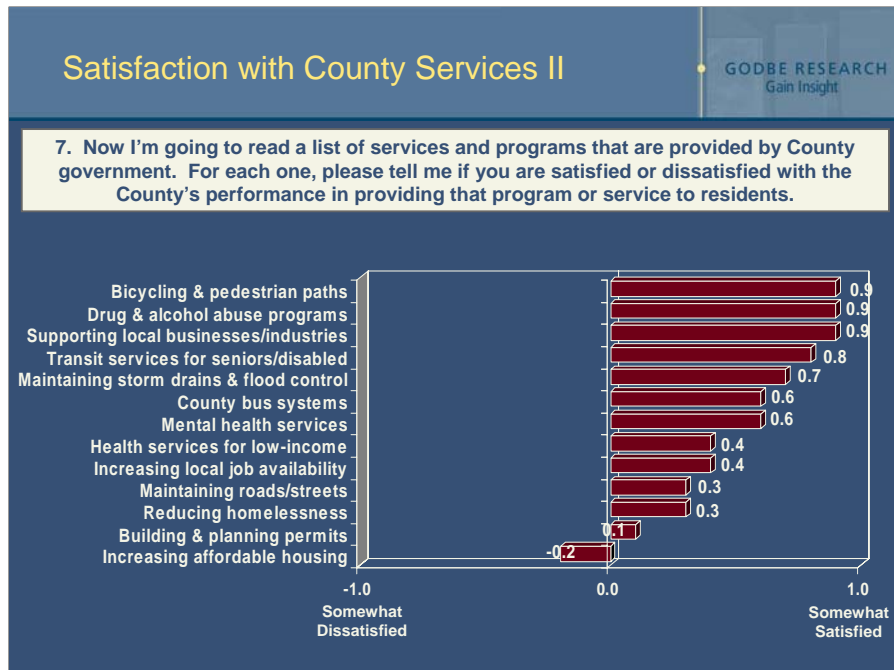 Satisfaction with County Services II
GODBE RESEARCH
Gain Insight
7. Now I'm going to read a list of services and programs that are provided by County
government. For each one, please tell me if you are satisfied or dissatisfied with the
County's performance in providing that program or service to residents.
Bicycling & pedestrian paths 0.9
Drug & alcohol abuse programs 0.9
Supporting local businesses/industries 0.9
Transit services for seniors/disabled 0.8
Maintaining storm drains & flood control 0.7
County bus systems 0.6
Mental health services 0.6
Health services for low-income 0.4
Increasing local job availability 0.4
Maintaining roads/streets 0.3
Reducing homelessness 0.3
Building & planning permits 0.1
Increasing affordable housing -0.2
-1.0 0.0 1.0
Somewhat Somewhat
Dissatisfied Satisfied